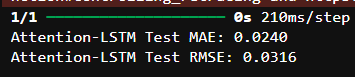 1/1 ━━━━━━━━━━━━━━━━━━━━ 0s 210ms/step
Attention-LSTM Test MAE: 0.0240
Attention-LSTM Test RMSE: 0.0316